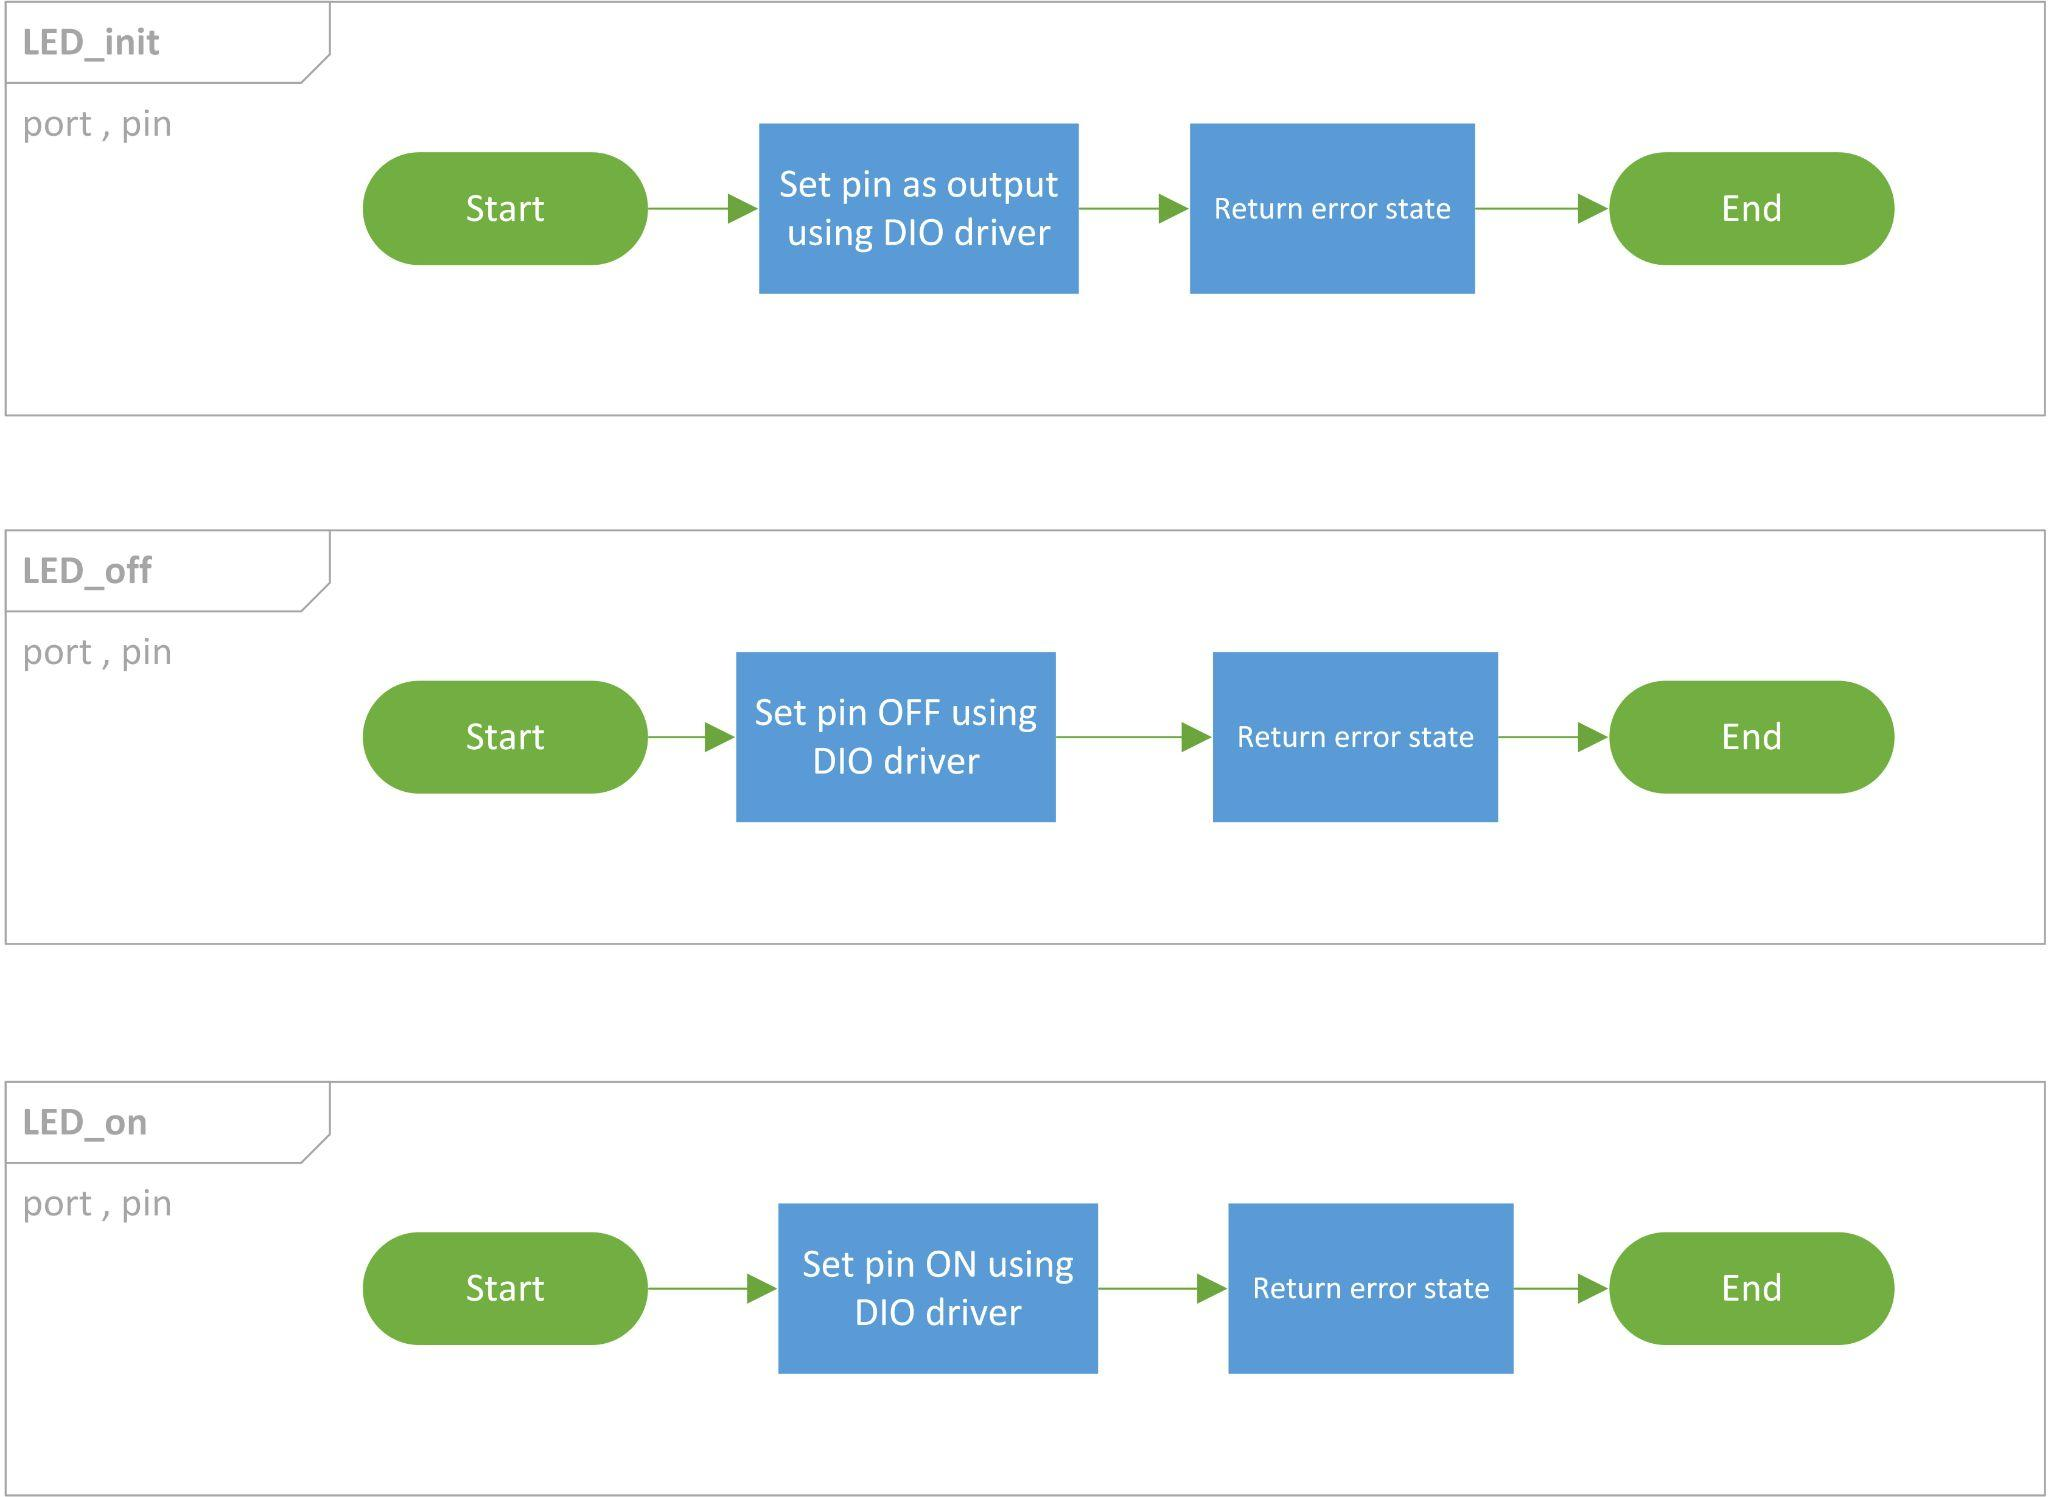 LED_init
port , pin
Start
Set pin as output
using DIO driver
Return error state
End
LED_off
port , pin
Start
Set pin OFF using
DIO driver
Return error state
End
LED_on
port , pin
Start
Set pin ON using
DIO driver
Return error state
End